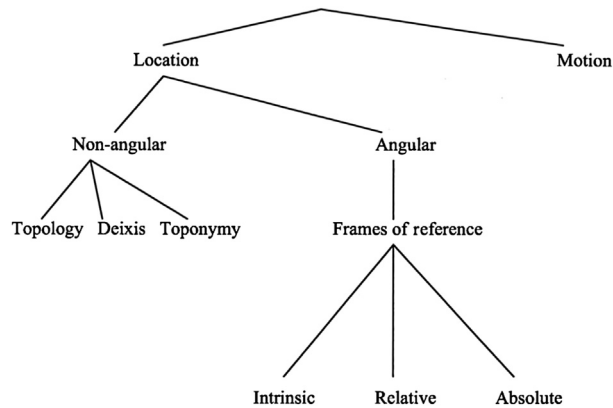 Location Motion
Non-angular Angular
Topology Deixis Toponymy Frames of reference
Intrinsic Relative Absolute